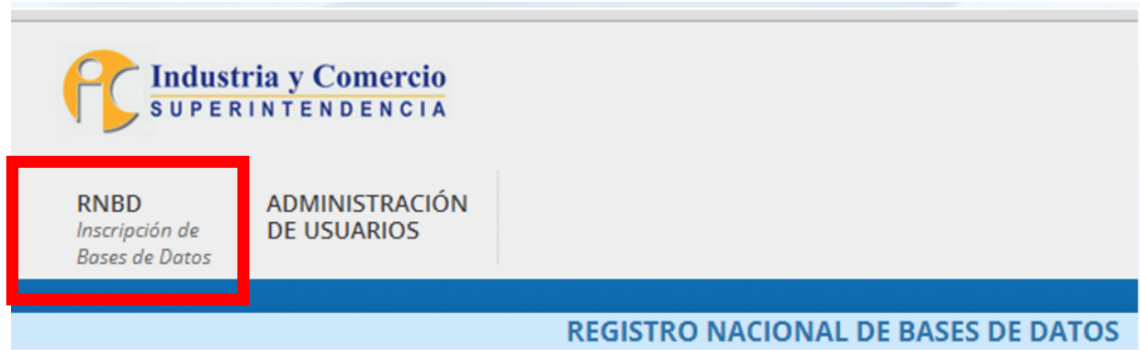 Industria y Comercio
SUPERINTENDENCIA
RNBD
Inscripción de
Bases de Datos
ADMINISTRACIÓN
DE USUARIOS
REGISTRO NACIONAL DE BASES DE DATOS